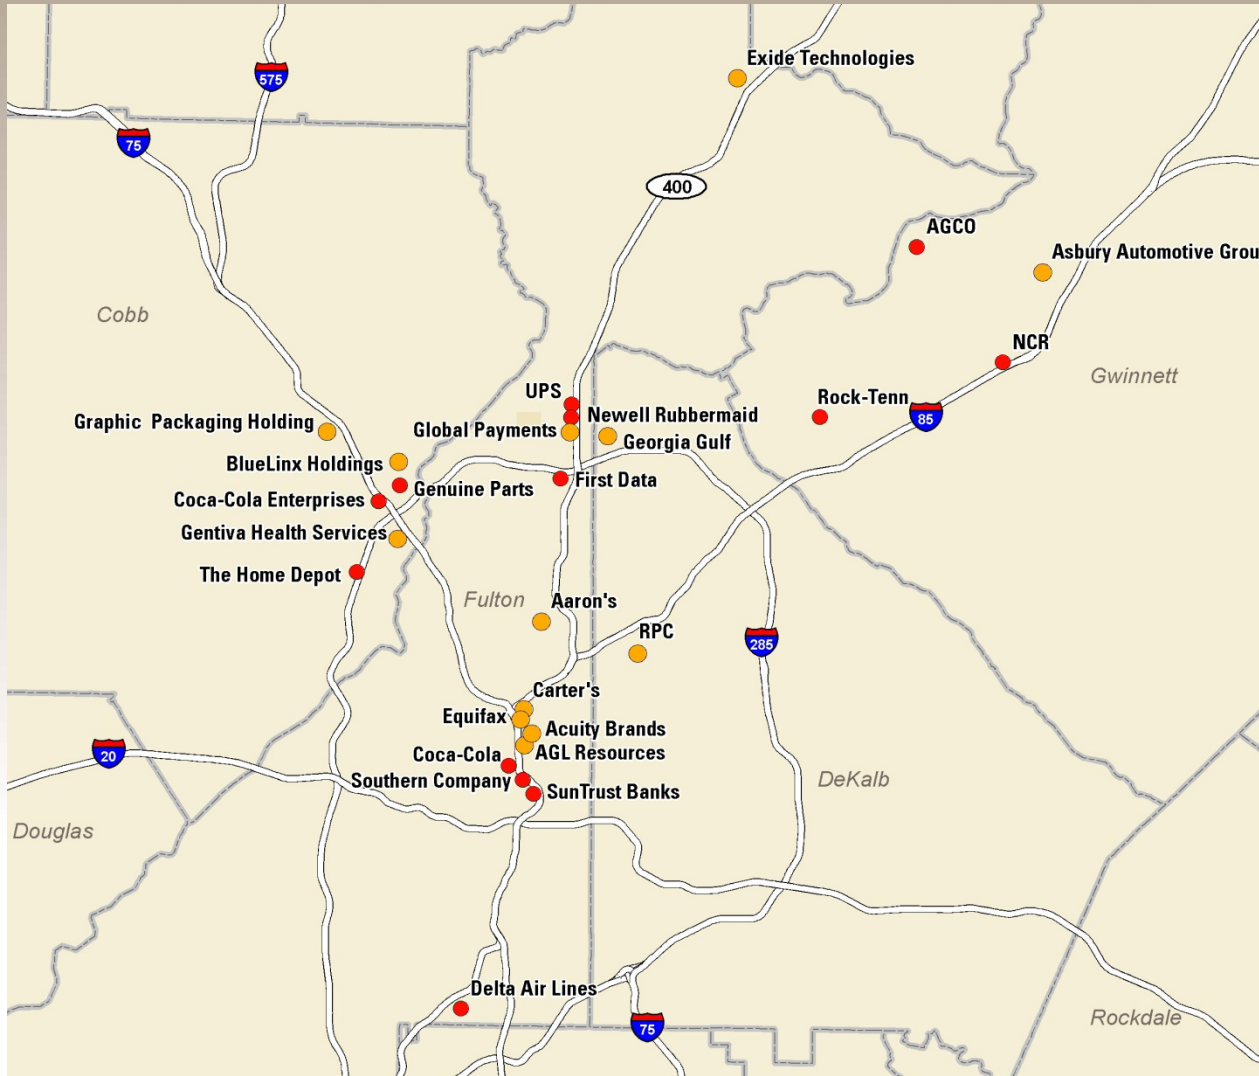 Exide Technologies
575
75
400
AGCO
Asbury Automotive Grou
Cobb
NCR
Gwinnett
UPS
Rock-Tenn
85
Newell Rubbermaid
Graphic  Packaging Holding
Global Payments
Georgia Gulf
BlueLinx Holdings
First Data
Genuine Parts
Coca-Cola Enterprises
Gentiva Health Services
The Home Depot
Fulton
Aaron's
RPC
285
Carter's
Equifax
Acuity Brands
AGL Resources
20
Coca-Cola
Southern Company
DeKalb
SunTrust Banks
Douglas
Delta Air Lines
75
Rockdale